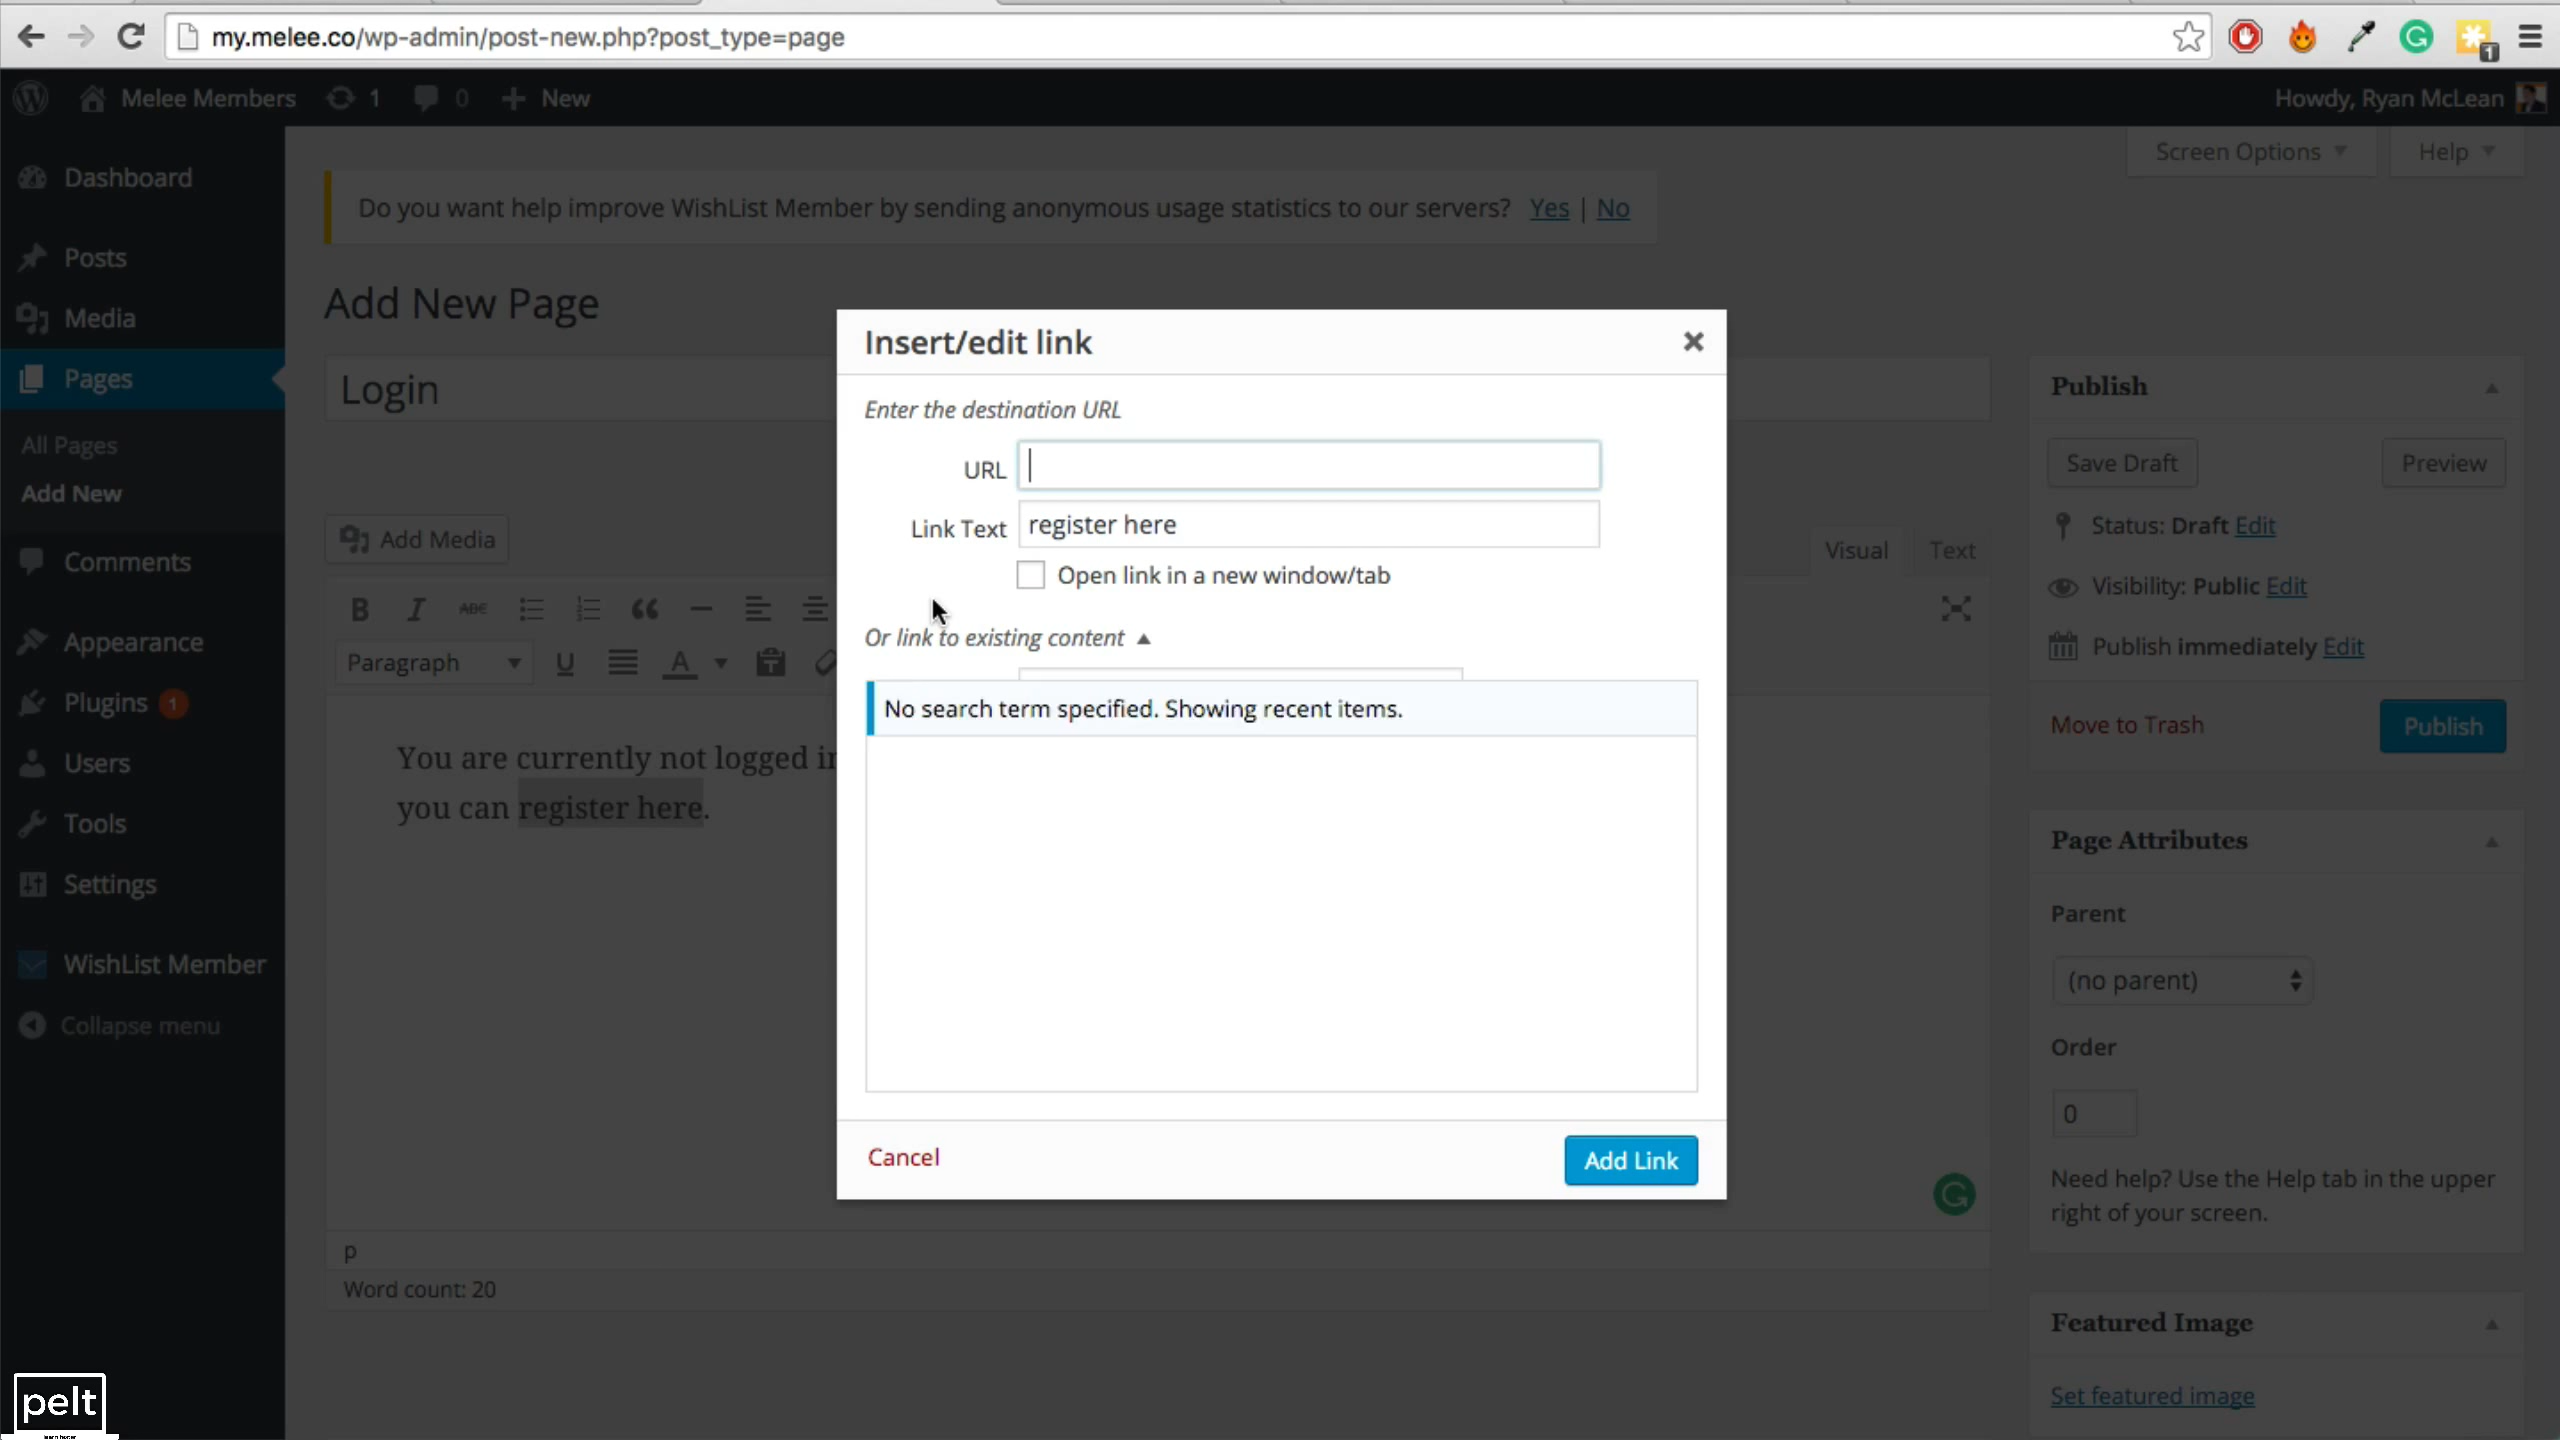 my.melee.co/wp-admin/post-new.php?post_type=page
1
Melee Members
1
0
New
Howdy, Ryan McLean
Screen Options
Help
Dashboard
Posts
Media
Pages
All Pages
Add New
Comments
Appearance
Plugins 1
Users
Tools
Settings
WishList Member
Collapse menu
Do you want help improve WishList Member by sending anonymous usage statistics to our servers? Yes | No
Add New Page
Login
Add Media
Visual
Text
B I ABC
Paragraph
U
A
You are currently not logged in
you can register here.
p
Word count: 20
Insert/edit link
Enter the destination URL
URL
Link Text
register here
Open link in a new window/tab
Or link to existing content
No search term specified. Showing recent items.
Cancel
Add Link
Publish
Save Draft
Preview
Status: Draft Edit
Visibility: Public Edit
Publish immediately Edit
Move to Trash
Publish
Page Attributes
Parent
(no parent)
Order
0
Need help? Use the Help tab in the upper
right of your screen.
Featured Image
Set featured image
pelt